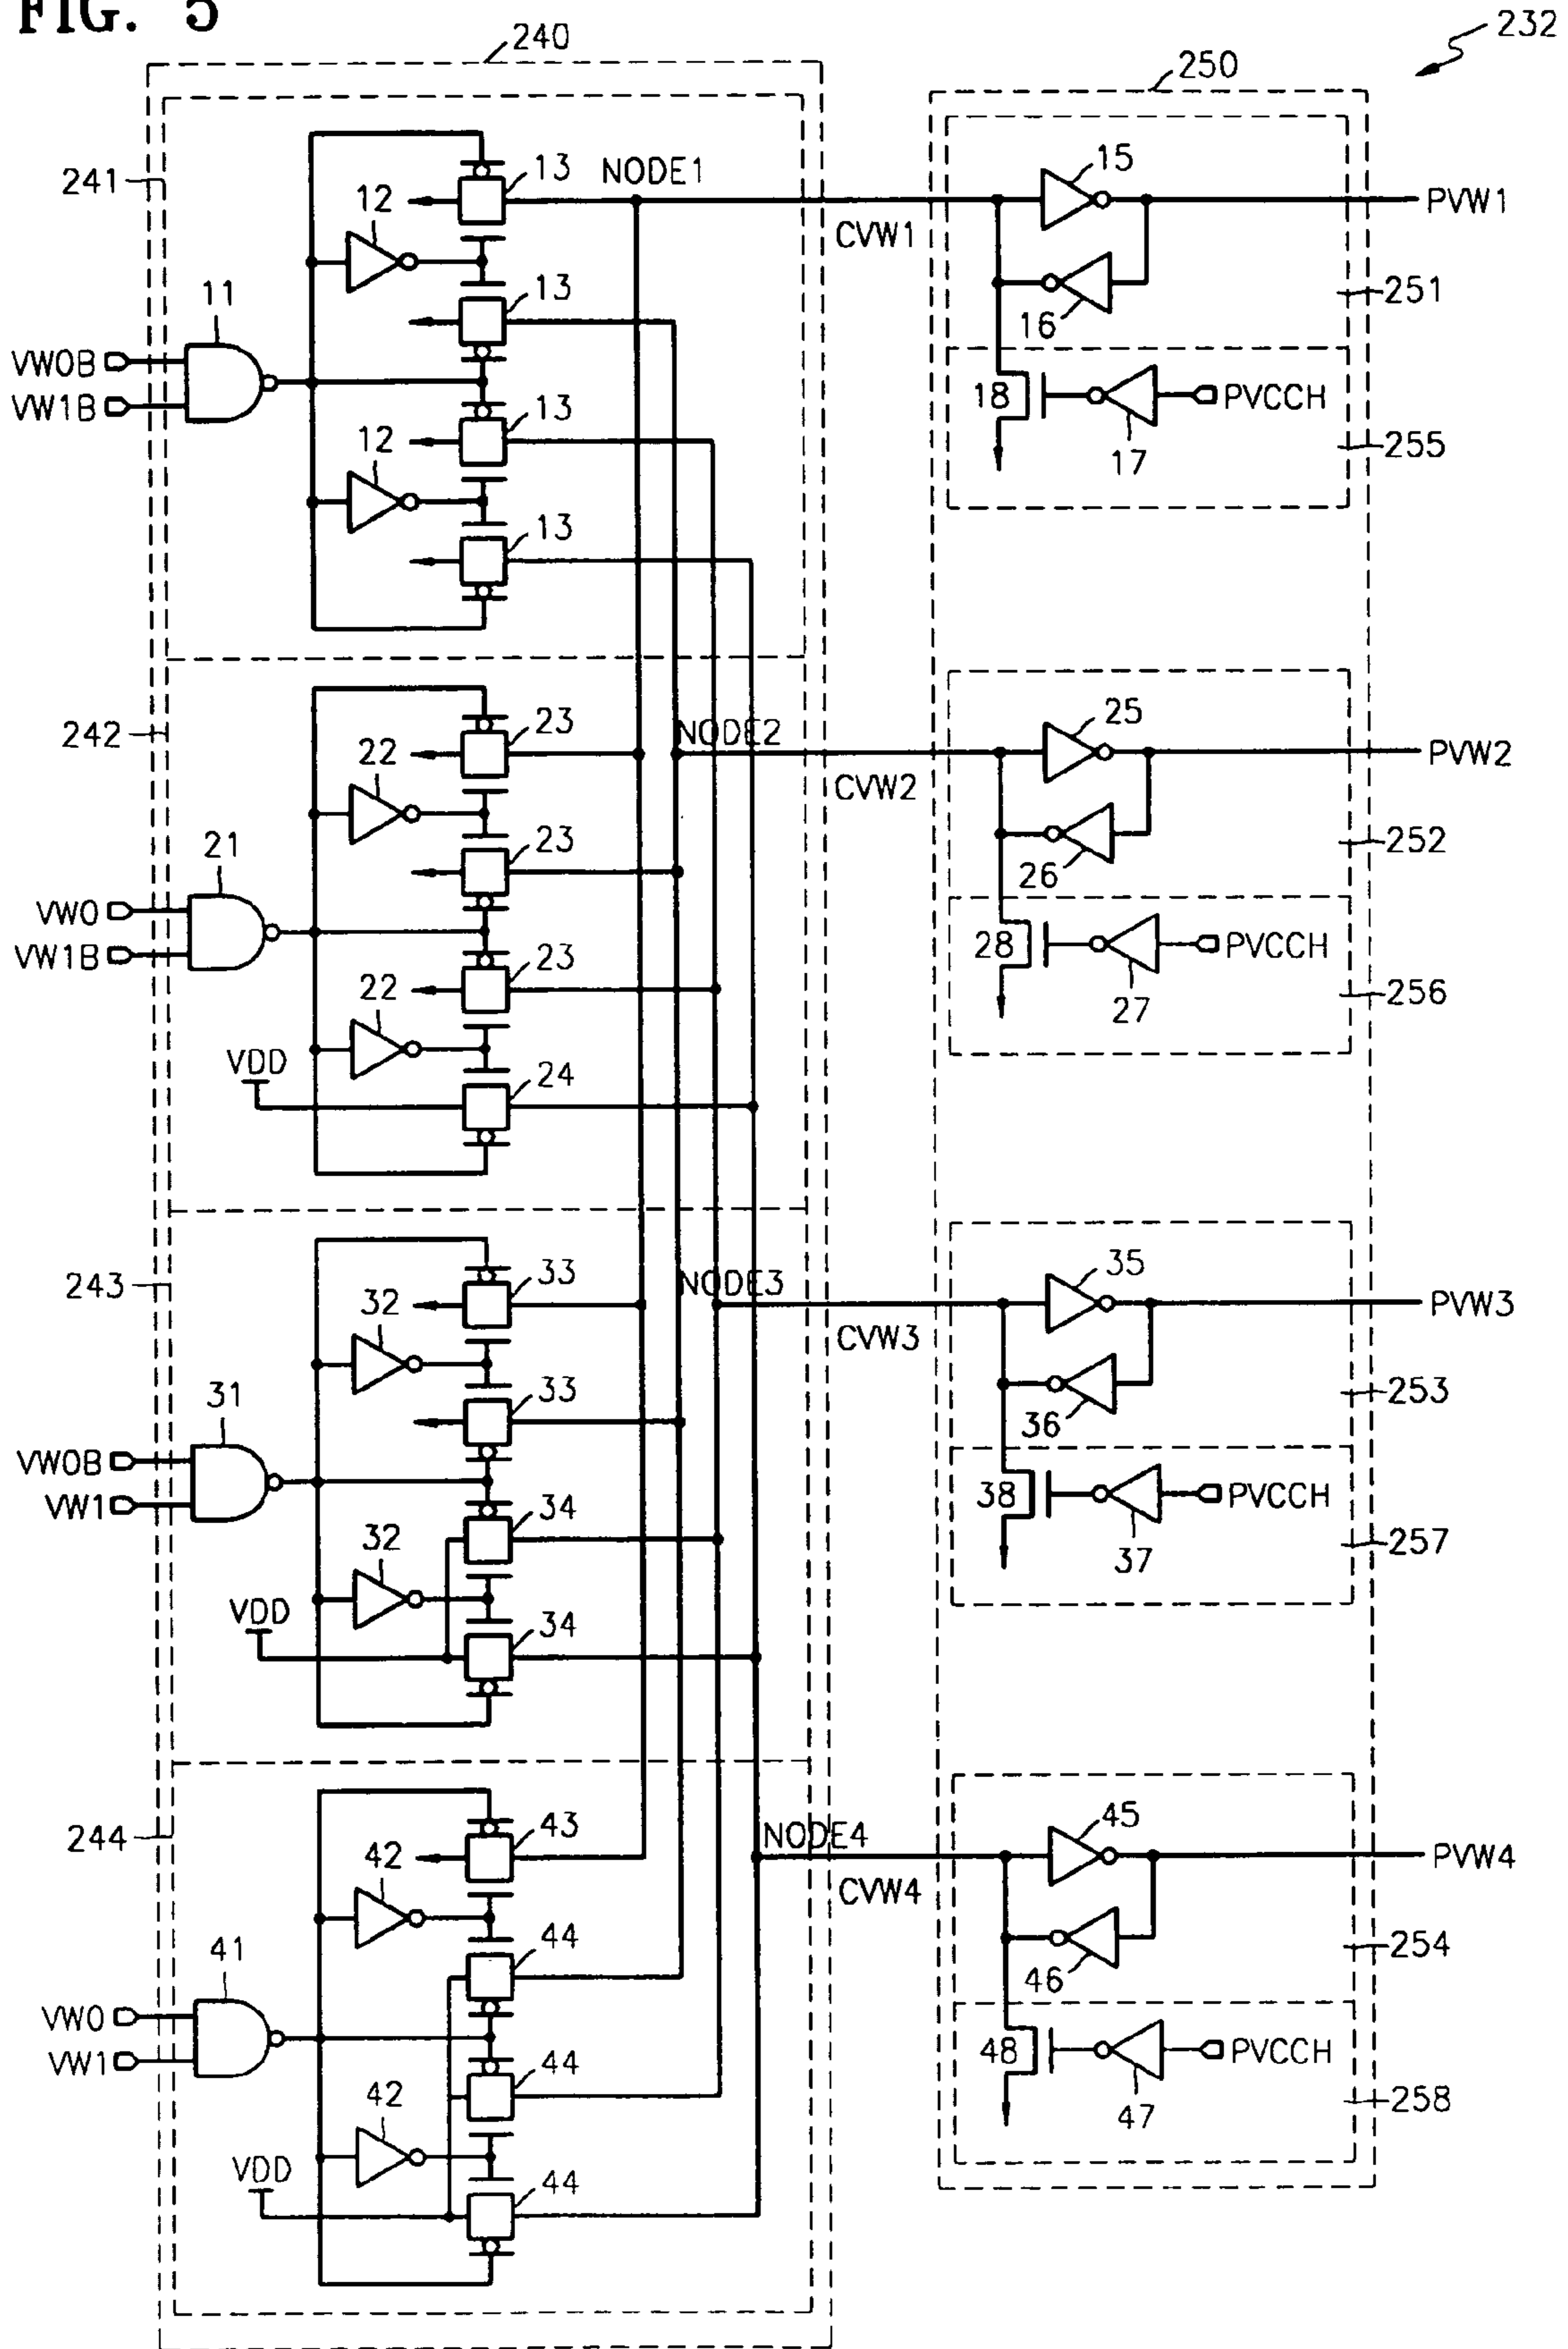 FIG. 5
240
232
250
241
13
NODE1
15
PVW1
12
CVW1
251
11
13
16
VW0B
VW1B
13
18
PVCCH
12
17
255
13
242
23
NODE2
25
PVW2
22
CVW2
252
21
23
26
VW0
VW1B
23
28
PVCCH
22
27
256
VDD
24
243
33
NODE3
35
PVW3
32
CVW3
253
31
33
36
VW0B
VW1
34
38
PVCCH
32
37
257
VDD
34
244
43
NODE4
45
PVW4
42
CVW4
254
41
44
46
VW0
VW1
44
48
PVCCH
42
47
258
VDD
44